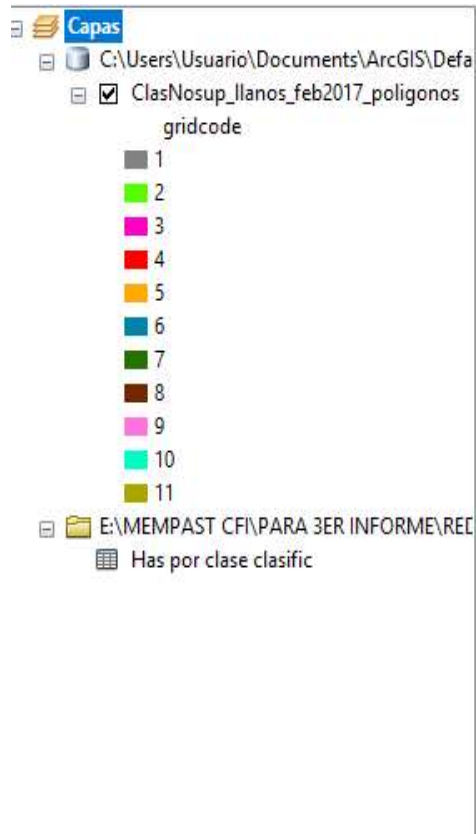 Capas
C:\Users\Usuario\Documents\ArcGIS\Defa
ClasNosup_llanos_feb2017_poligonos
gridcode
1
2
3
4
5
6
7
8
9
10
11
E:\MEMPAST CFI\PARA 3ER INFORME\RED
Has por clase clasific